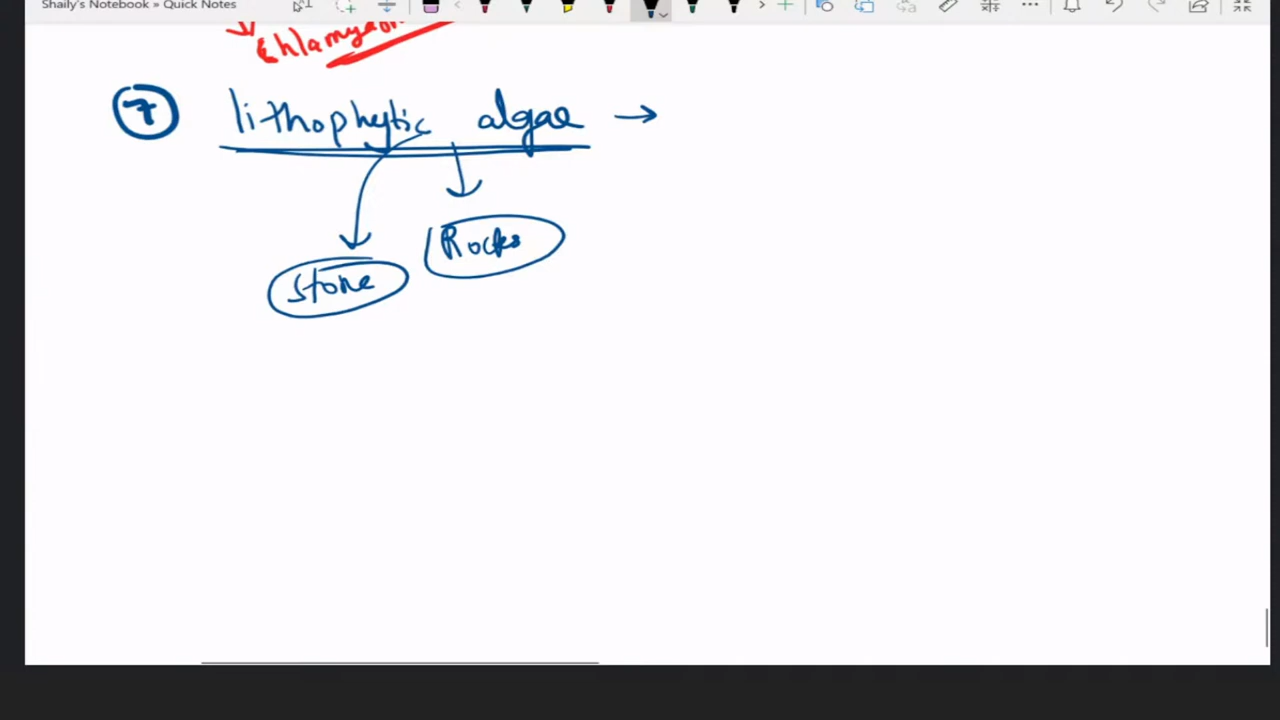 Shaily's Notebook » Quick Notes
7 lithophytic algae →
Rocks
Stone